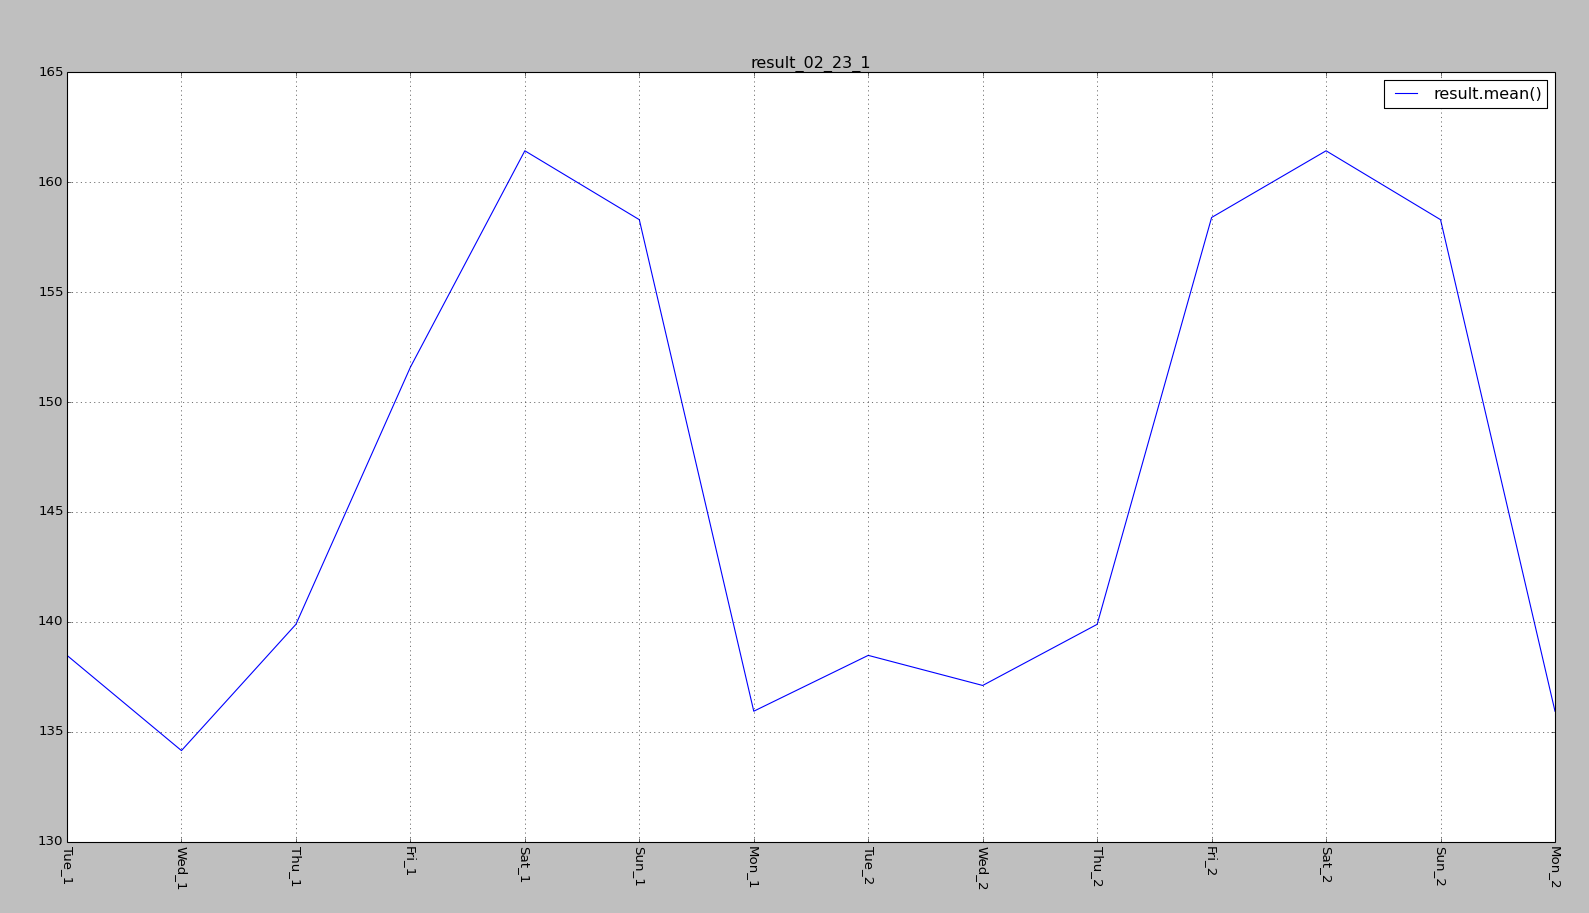 result_02_23_1
result.mean()
165
160
155
150
145
140
135
130
Tue_1
Wed_1
Thu_1
Fri_1
Sat_1
Sun_1
Mon_1
Tue_2
Wed_2
Thu_2
Fri_2
Sat_2
Sun_2
Mon_2